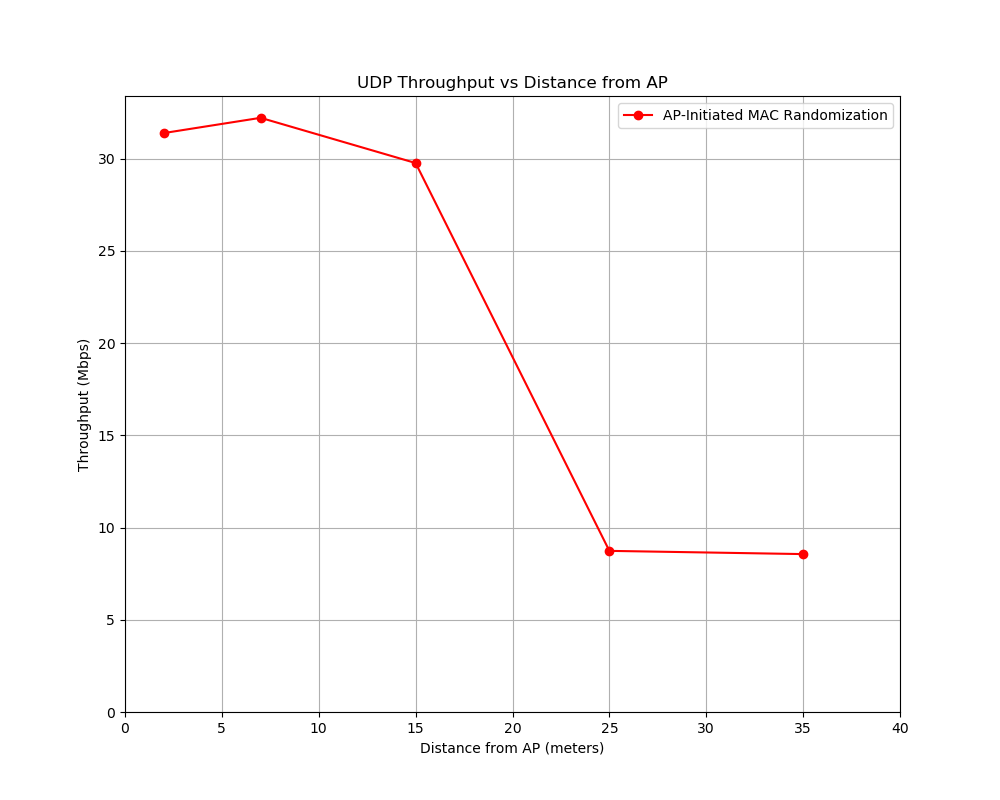 UDP Throughput vs Distance from AP
AP-Initiated MAC Randomization
Throughput (Mbps)
30
25
20
15
10
5
0
0 5 10 15 20 25 30 35 40
Distance from AP (meters)